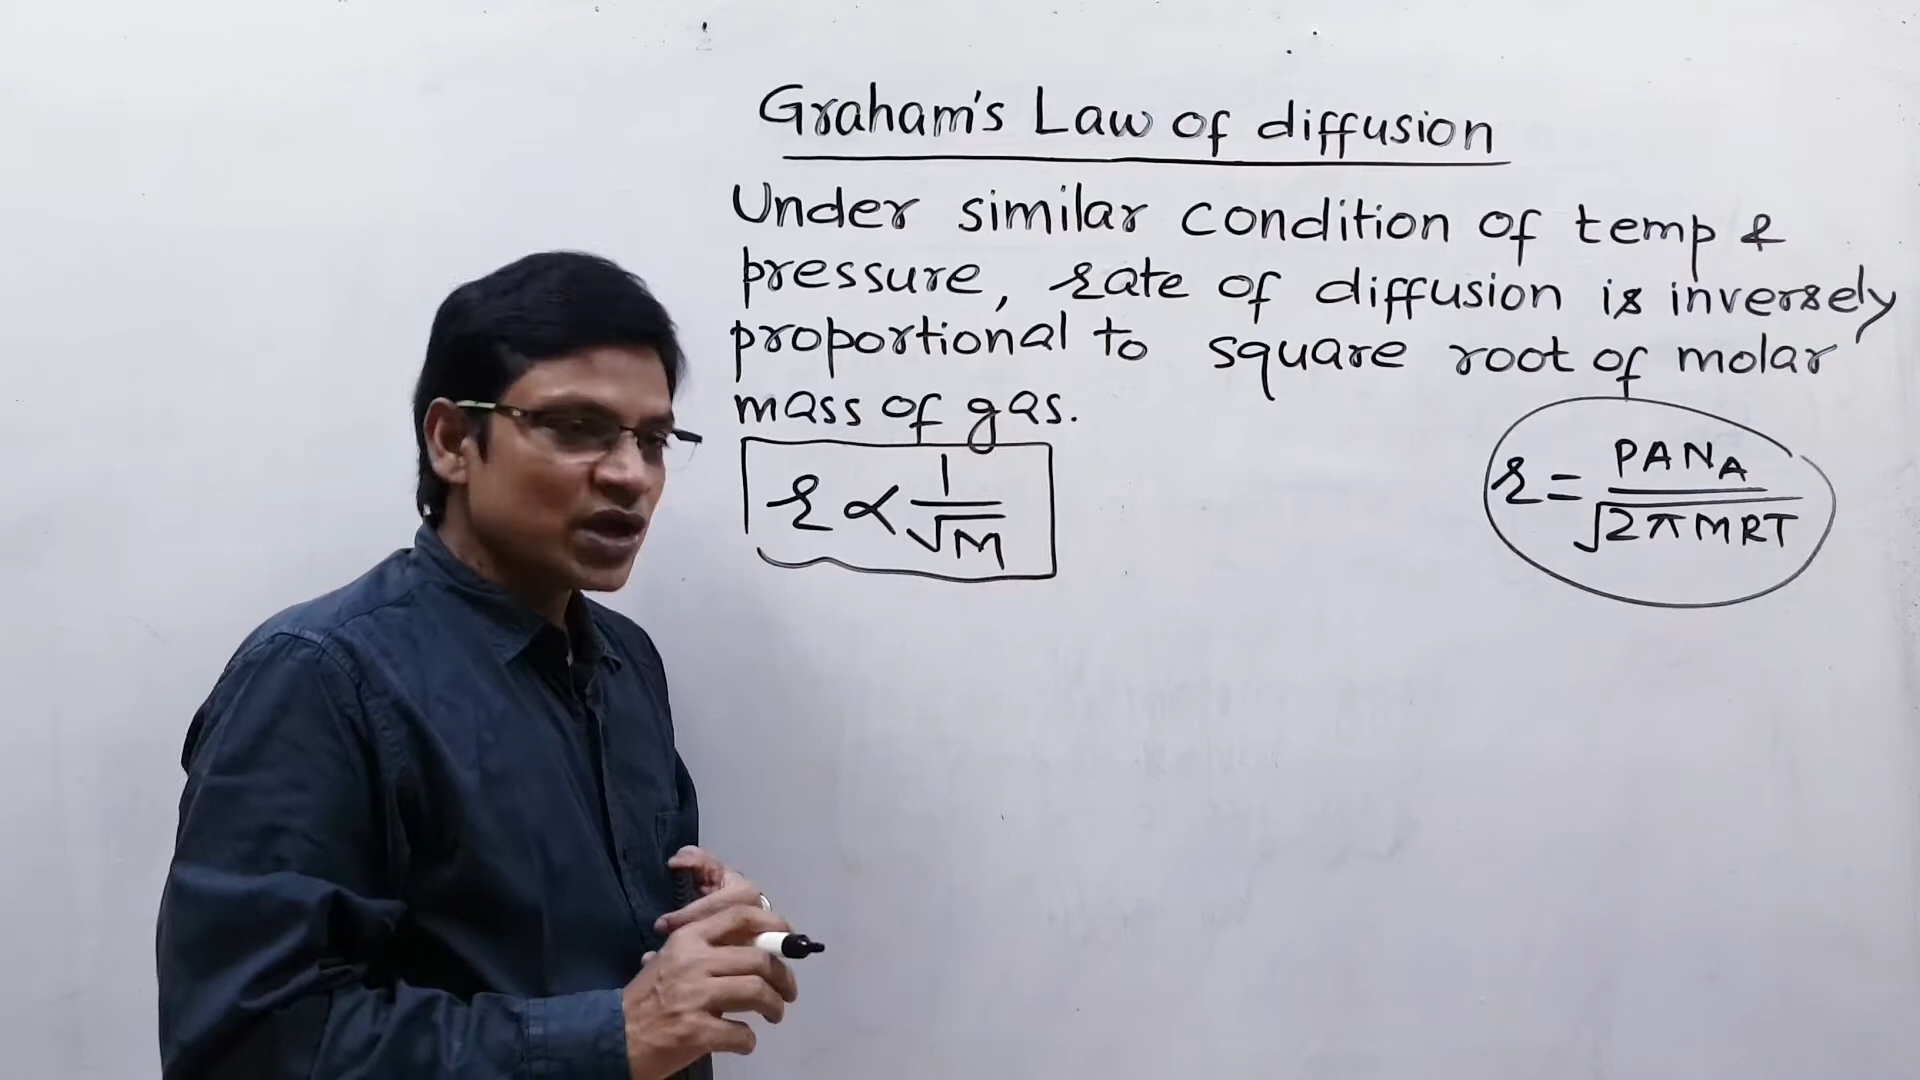 Graham's Law of diffusion
Under similar condition of temp &
pressure, rate of diffusion is inversely
proportional to square root of molar
mass of gas.
r ∝ 1/√M
r = PAN_A/√2πMRT